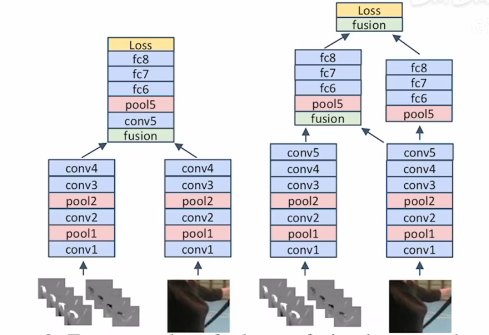 Loss
fc8
fc7
fc6
pool5
conv5
fusion
conv4
conv3
pool2
conv2
pool1
conv1
conv4
conv3
pool2
conv2
pool1
conv1
Loss
fusion
fc8
fc7
fc6
pool5
fusion
fc8
fc7
fc6
pool5
conv5
conv4
conv3
pool2
conv2
pool1
conv1
conv5
conv4
conv3
pool2
conv2
pool1
conv1